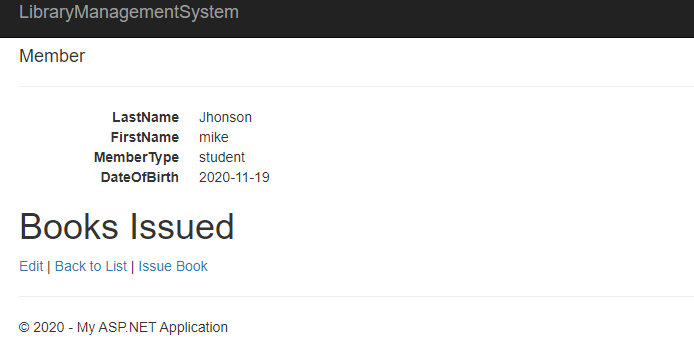 LibraryManagementSystem
Member
LastName Jhonson
FirstName mike
MemberType student
DateOfBirth 2020-11-19
Books Issued
Edit | Back to List | Issue Book
© 2020 - My ASP.NET Application